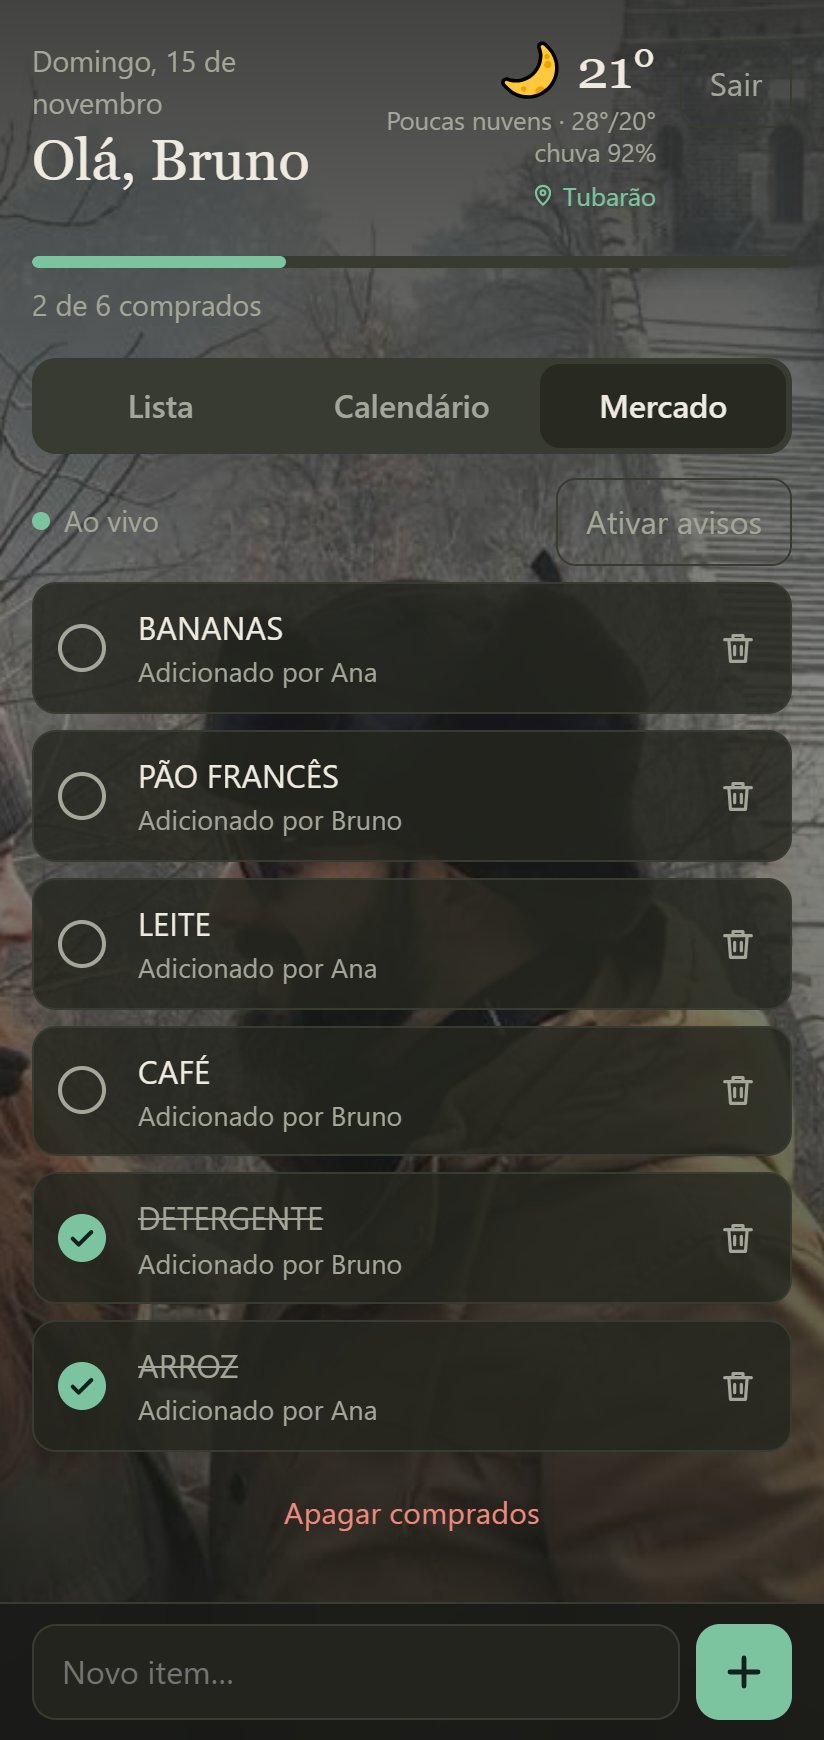 Domingo, 15 de
novembro
Olá, Bruno
21°
Poucas nuvens · 28°/20°
chuva 92%
Tubarão
Sair
2 de 6 comprados
Lista
Calendário
Mercado
Ao vivo
Ativar avisos
BANANAS
Adicionado por Ana
PÃO FRANCÊS
Adicionado por Bruno
LEITE
Adicionado por Ana
CAFÉ
Adicionado por Bruno
DETERGENTE
Adicionado por Bruno
ARROZ
Adicionado por Ana
Apagar comprados
Novo item...